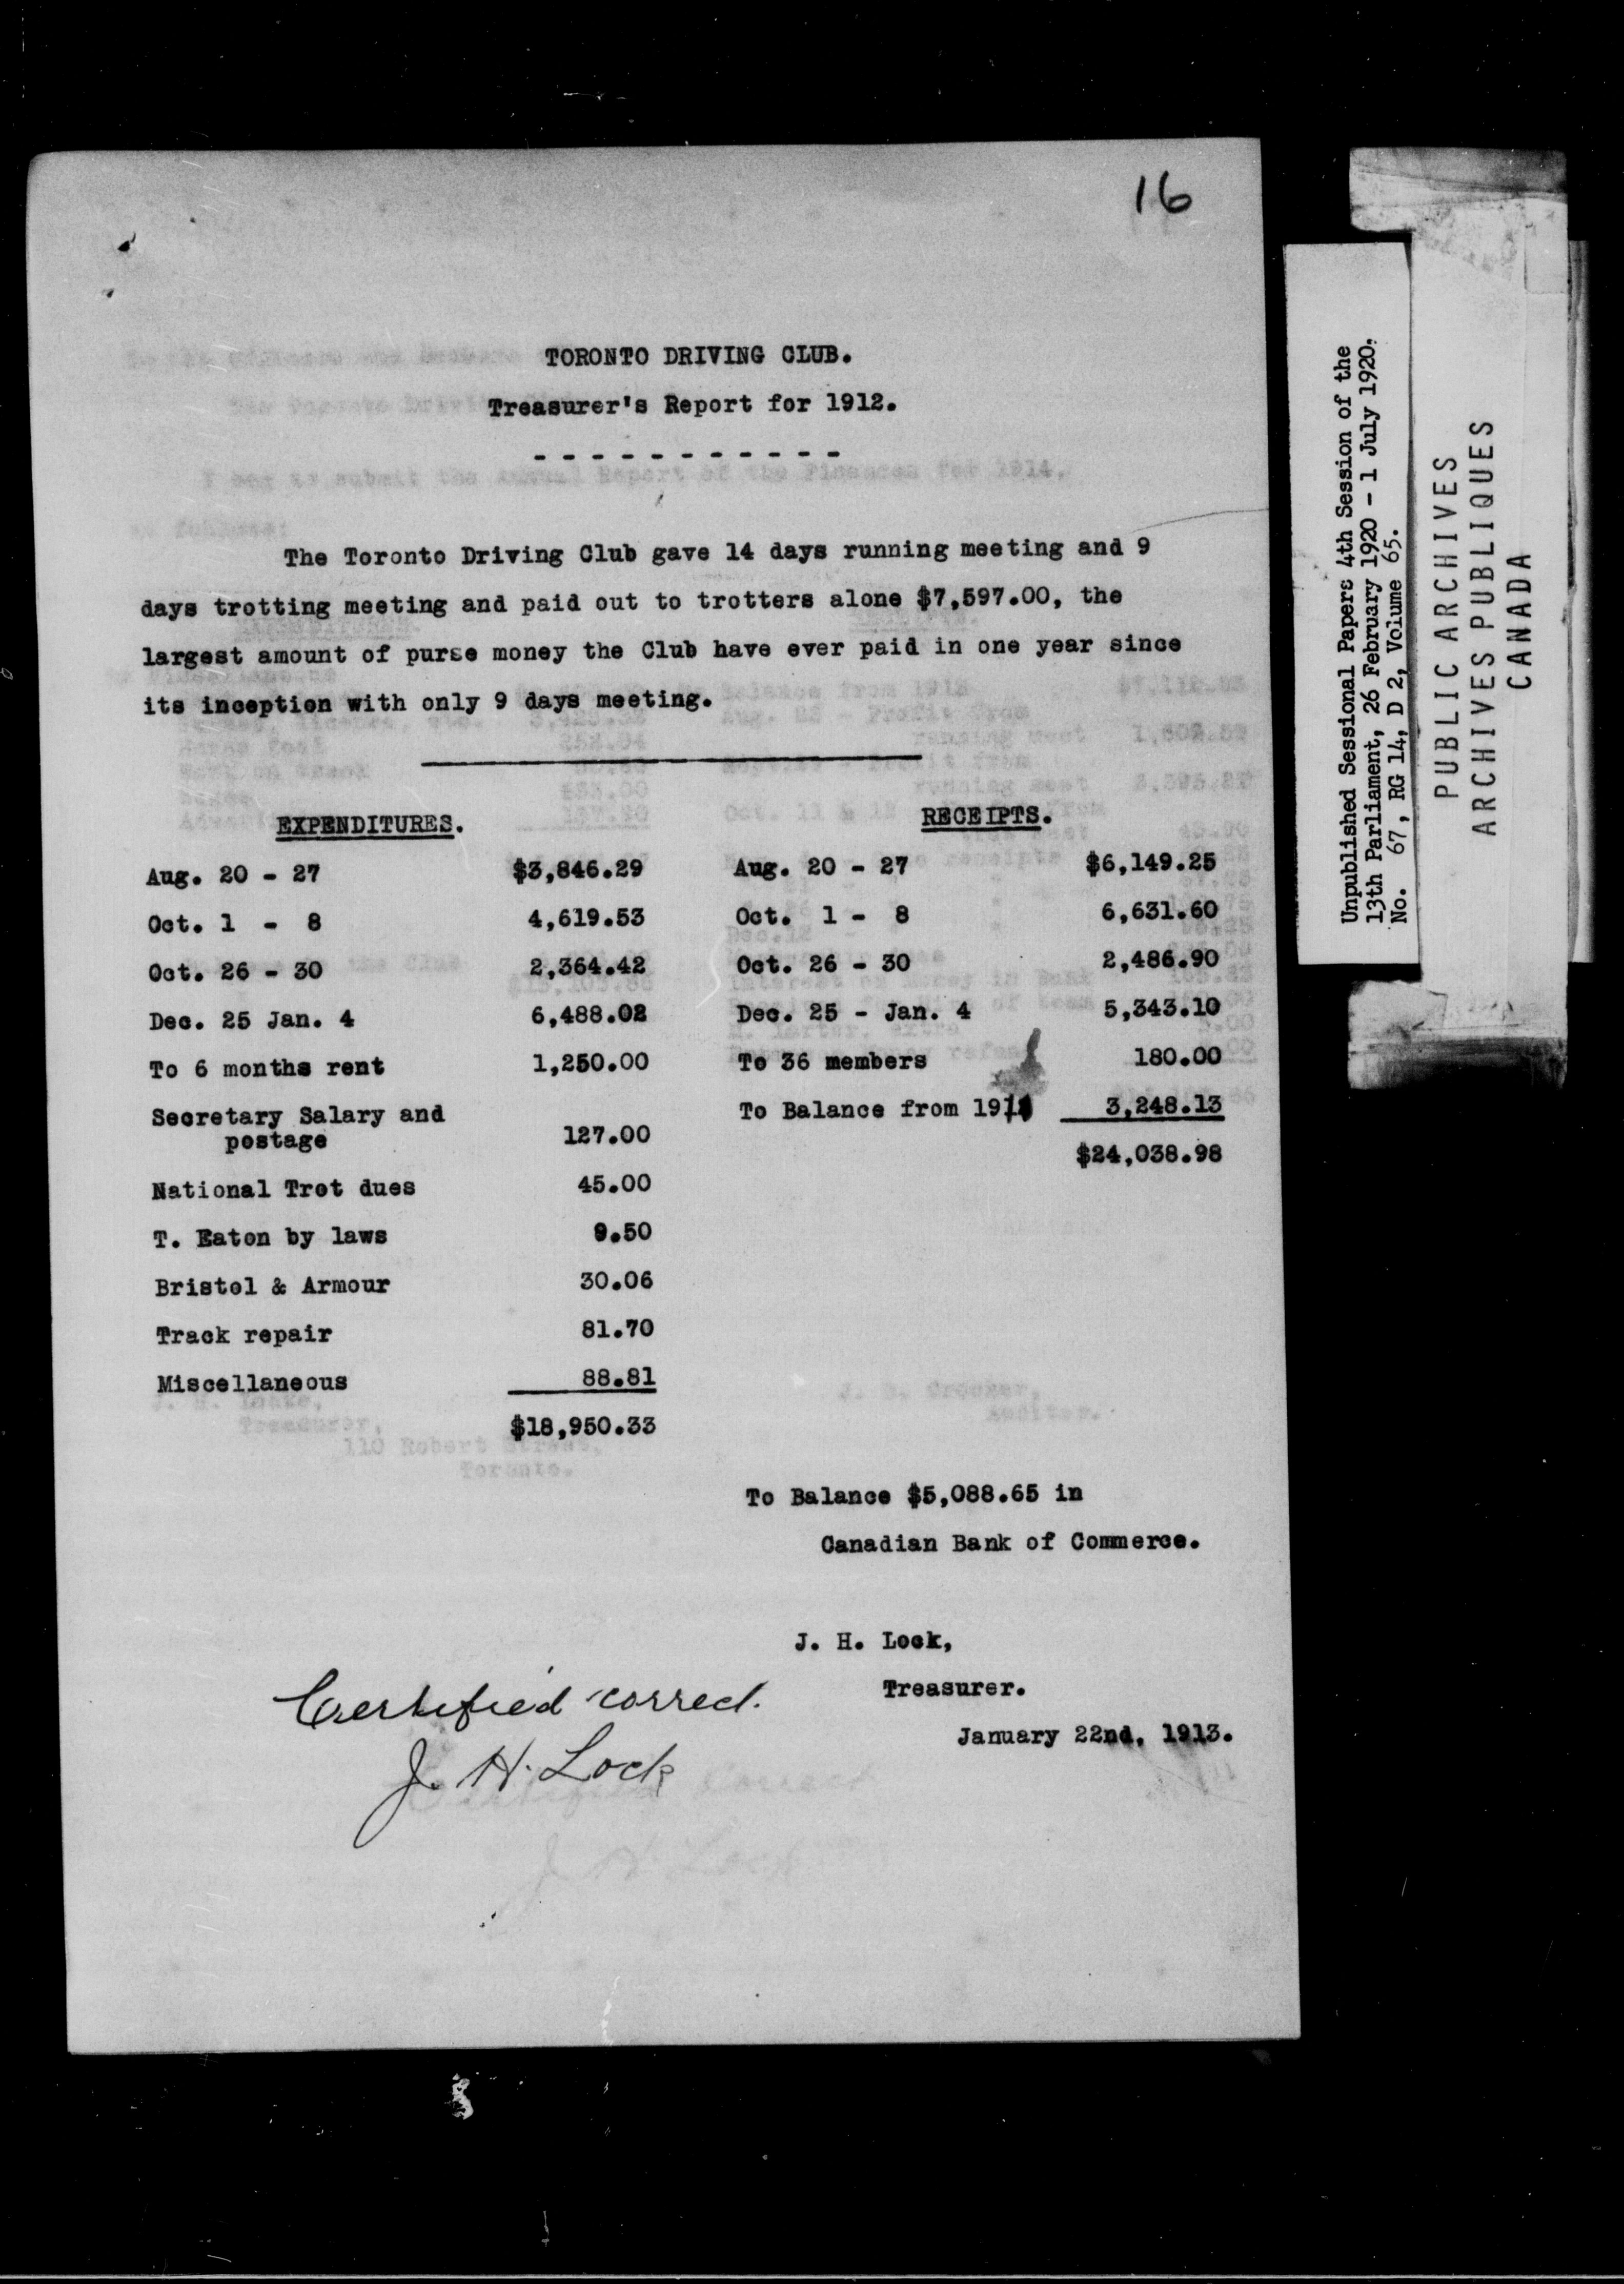 16
TORONTO DRIVING CLUB.
Treasurer's Report for 1912.
- - - - - - - - - - -
The Toronto Driving Club gave 14 days running meeting and 9
days trotting meeting and paid out to trotters alone $7,597.00, the
largest amount of purse money the Club have ever paid in one year since
its inception with only 9 days meeting.
EXPENDITURES. RECEIPTS.
Aug. 20 - 27 $3,846.29 Aug. 20 - 27 $6,149.25
Oct. 1 - 8 4,619.53 Oct. 1 - 8 6,631.60
Oct. 26 - 30 2,364.42 Oct. 26 - 30 2,486.90
Dec. 25 Jan. 4 6,488.02 Dec. 25 - Jan. 4 5,343.10
To 6 months rent 1,250.00 To 36 members 180.00
Secretary Salary and To Balance from 1911 3,248.13
postage 127.00 $24,038.98
National Trot dues 45.00
T. Eaton by laws 9.50
Bristol & Armour 30.06
Track repair 81.70
Miscellaneous 88.81
$18,950.33
To Balance $5,088.65 in
Canadian Bank of Commerce.
J. H. Lock,
Treasurer.
January 22nd, 1913.
Certified correct.
J. H. Lock
Unpublished Sessional Papers 4th Session of the
13th Parliament, 26 February 1920 - 1 July 1920.
No. 67, RG 14, D 2, Volume 65.
PUBLIC ARCHIVES
ARCHIVES PUBLIQUES
CANADA